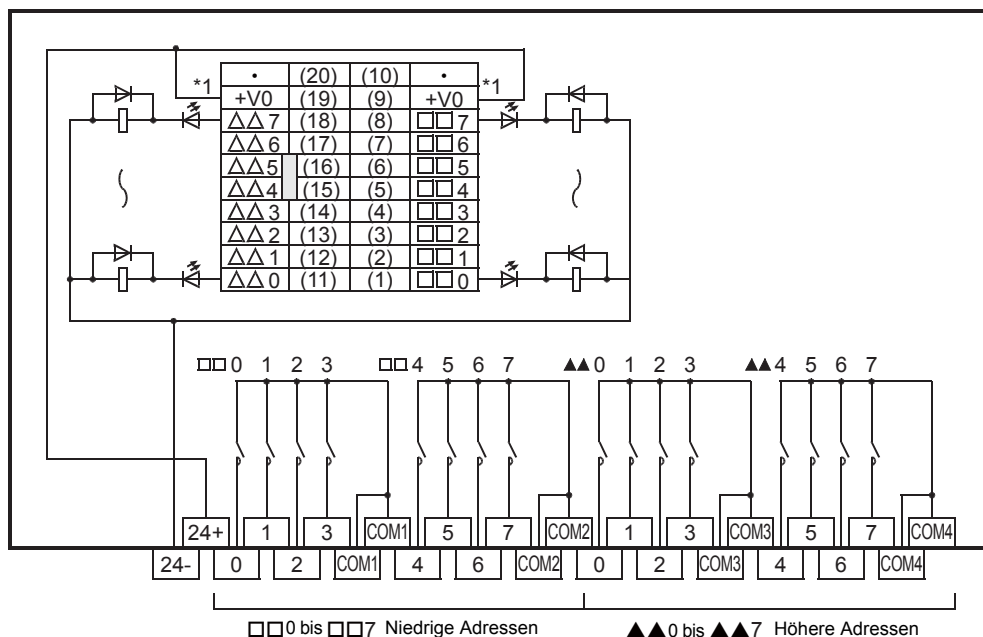 • (20) (10) •
*1 +V0 (19) (9) +V0 *1
△△7 (18) (8) □□7
△△6 (17) (7) □□6
△△5 (16) (6) □□5
△△4 (15) (5) □□4
△△3 (14) (4) □□3
△△2 (13) (3) □□2
△△1 (12) (2) □□1
△△0 (11) (1) □□0
□□0 1 2 3 □□4 5 6 7 ▲▲0 1 2 3 ▲▲4 5 6 7
24+ 1 3 COM1 5 7 COM2 1 3 COM3 5 7 COM4
24- 0 2 COM1 4 6 COM2 0 2 COM3 4 6 COM4
□□0 bis □□7 Niedrige Adressen ▲▲0 bis ▲▲7 Höhere Adressen